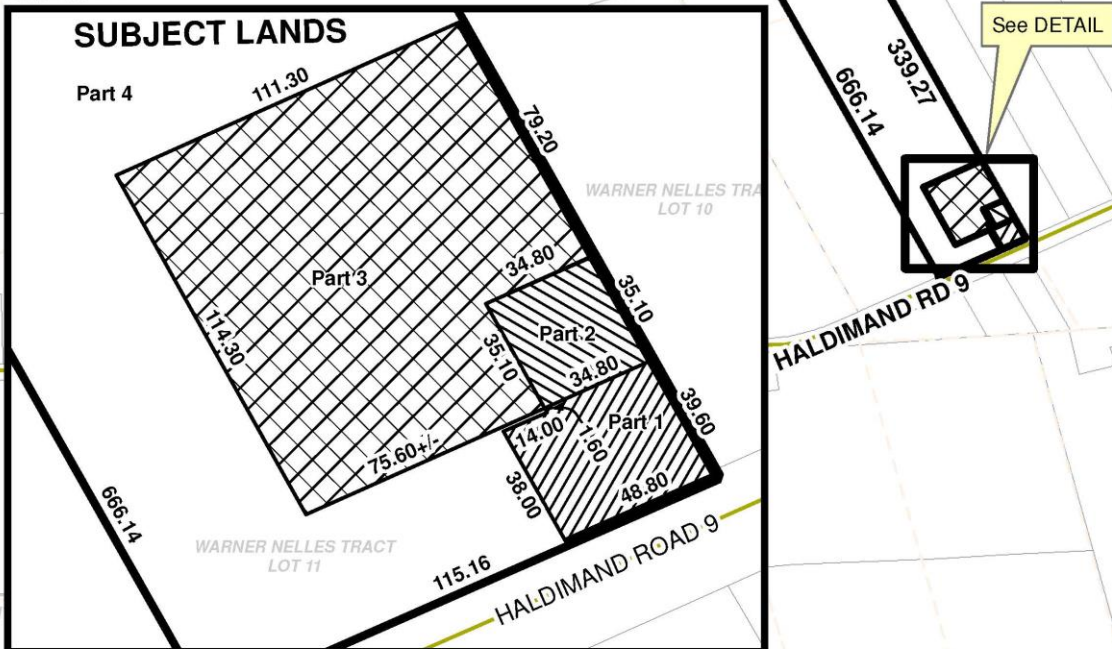 SUBJECT LANDS
Part 4
111.30
79.20
WARNER NELLES TRA
LOT 10
34.80
Part 3
35.10
Part 2
114.30
35.10
34.80
39.60
Part 1
14.00
1.60
75.60+/-
38.00
48.80
666.14
WARNER NELLES TRACT
LOT 11
115.16
HALDIMAND ROAD 9
See DETAIL
339.27
666.14
HALDIMAND RD 9